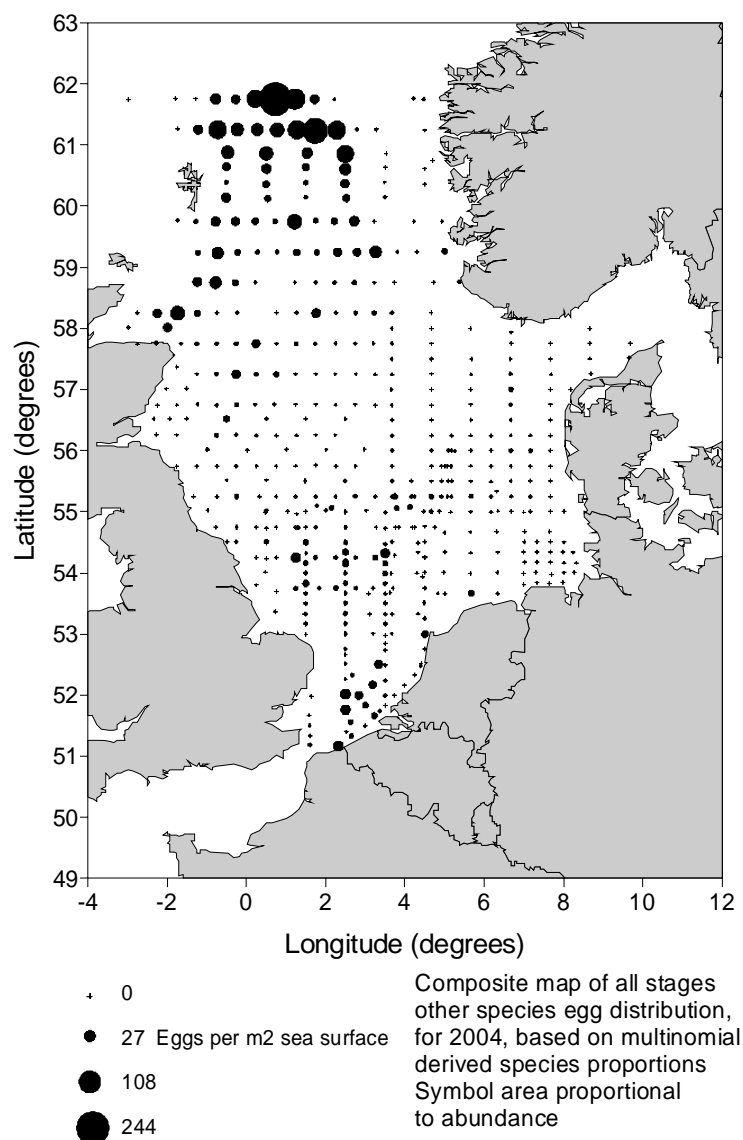 63
62
61
60
59
58
57
56
55
54
53
52
51
50
49
Latitude (degrees)
-4 -2 0 2 4 6 8 10 12
Longitude (degrees)
0
27 Eggs per m2 sea surface
108
244
Composite map of all stages
other species egg distribution,
for 2004, based on multinomial
derived species proportions
Symbol area proportional
to abundance